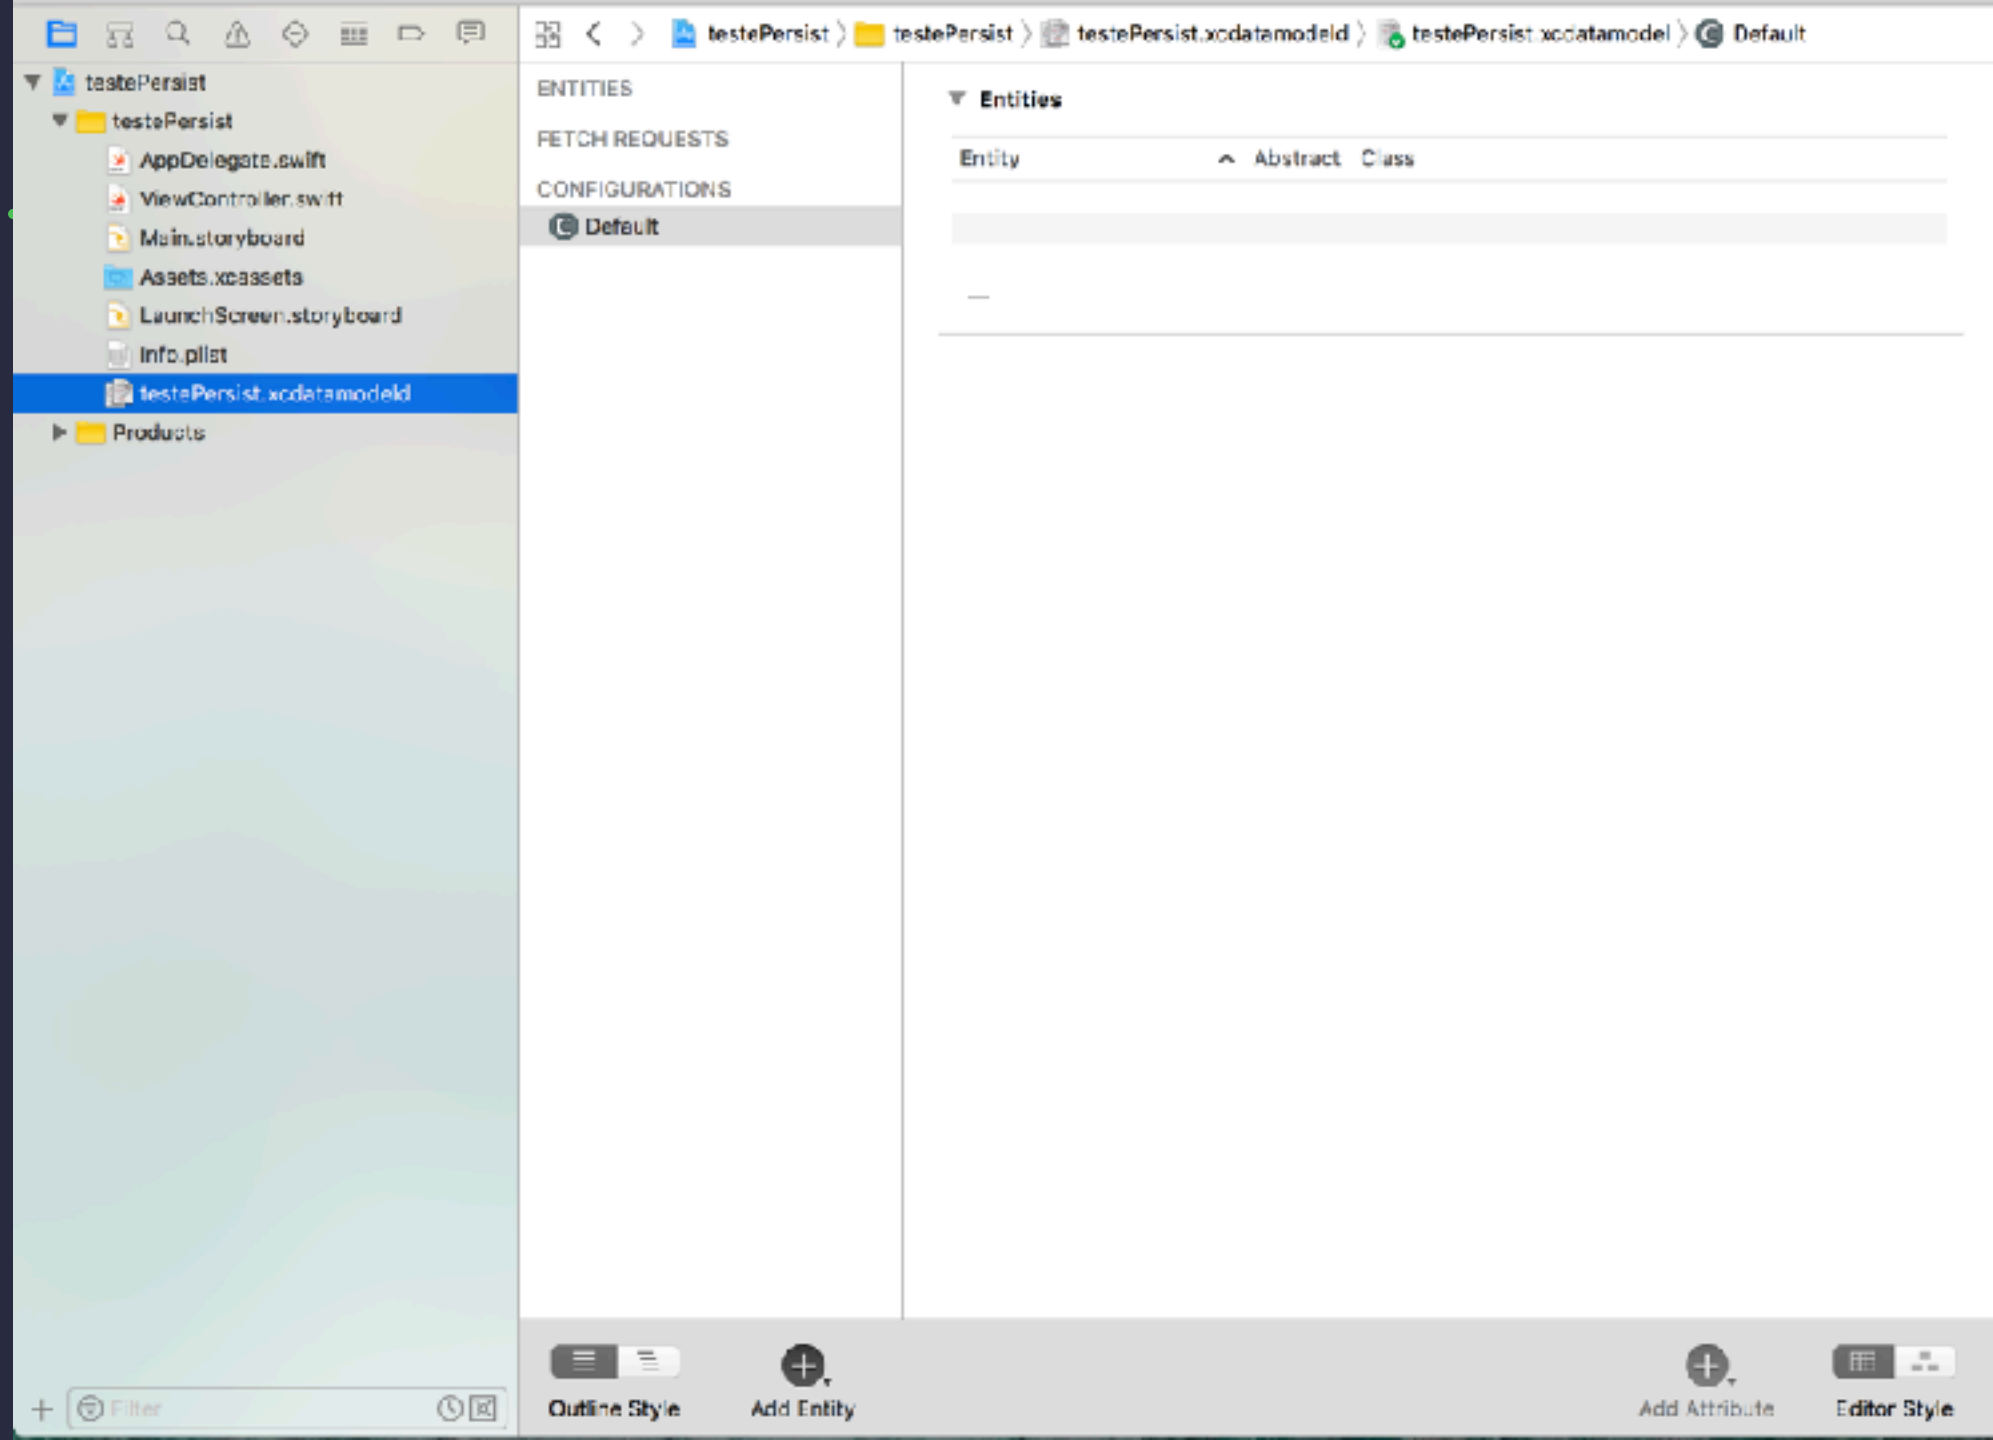 testePersist 〉 testePersist 〉 testePersist.xcdatamodeld 〉 testePersist.xcdatamodel 〉 Default
testePersist
testePersist
AppDelegate.swift
ViewController.swift
Main.storyboard
Assets.xcassets
LaunchScreen.storyboard
Info.plist
testePersist.xcdatamodeld
Products
Filter
ENTITIES
FETCH REQUESTS
CONFIGURATIONS
Default
Entities
Entity Abstract Class
Outline Style Add Entity Add Attribute Editor Style